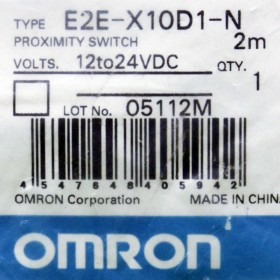 TYPE E2E-X10D1-N
PROXIMITY SWITCH 2m
VOLTS. 12to24VDC QTY.
1
LOT No. 05112M
4 547648 405942
OMRON Corporation MADE IN CHINA
OMRON